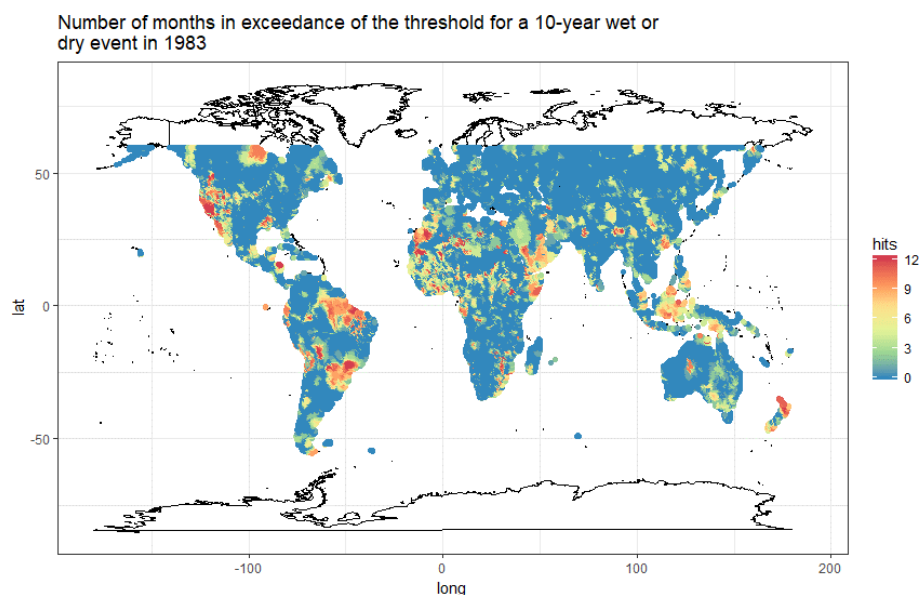 Number of months in exceedance of the threshold for a 10-year wet or
dry event in 1983
50
0
-50
lat
-100
0
100
200
long
hits
12
9
6
3
0